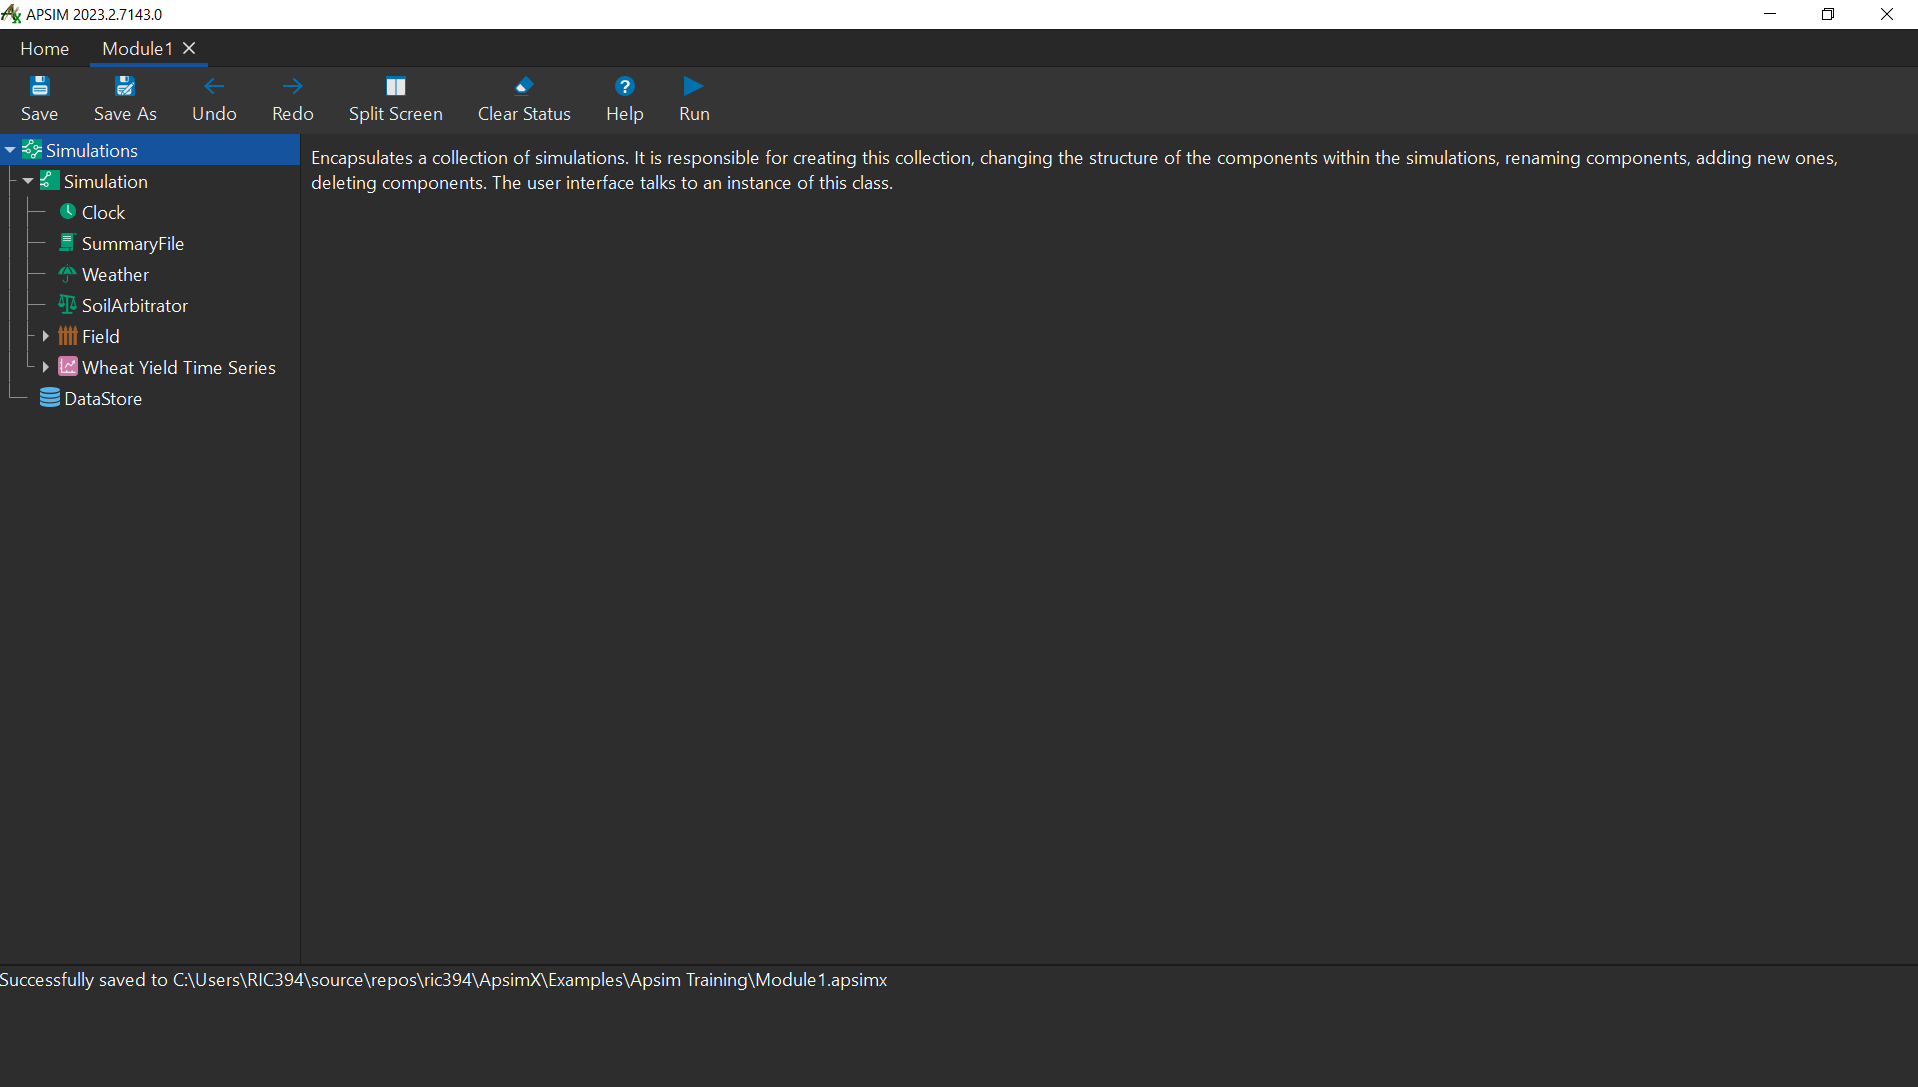 APSIM 2023.2.7143.0
Home
Module1
Save
Save As
Undo
Redo
Split Screen
Clear Status
Help
Run
Simulations
Simulation
Clock
SummaryFile
Weather
SoilArbitrator
Field
Wheat Yield Time Series
DataStore
Encapsulates a collection of simulations. It is responsible for creating this collection, changing the structure of the components within the simulations, renaming components, adding new ones,
deleting components. The user interface talks to an instance of this class.
Successfully saved to C:\Users\RIC394\source\repos\ric394\ApsimX\Examples\Apsim Training\Module1.apsimx